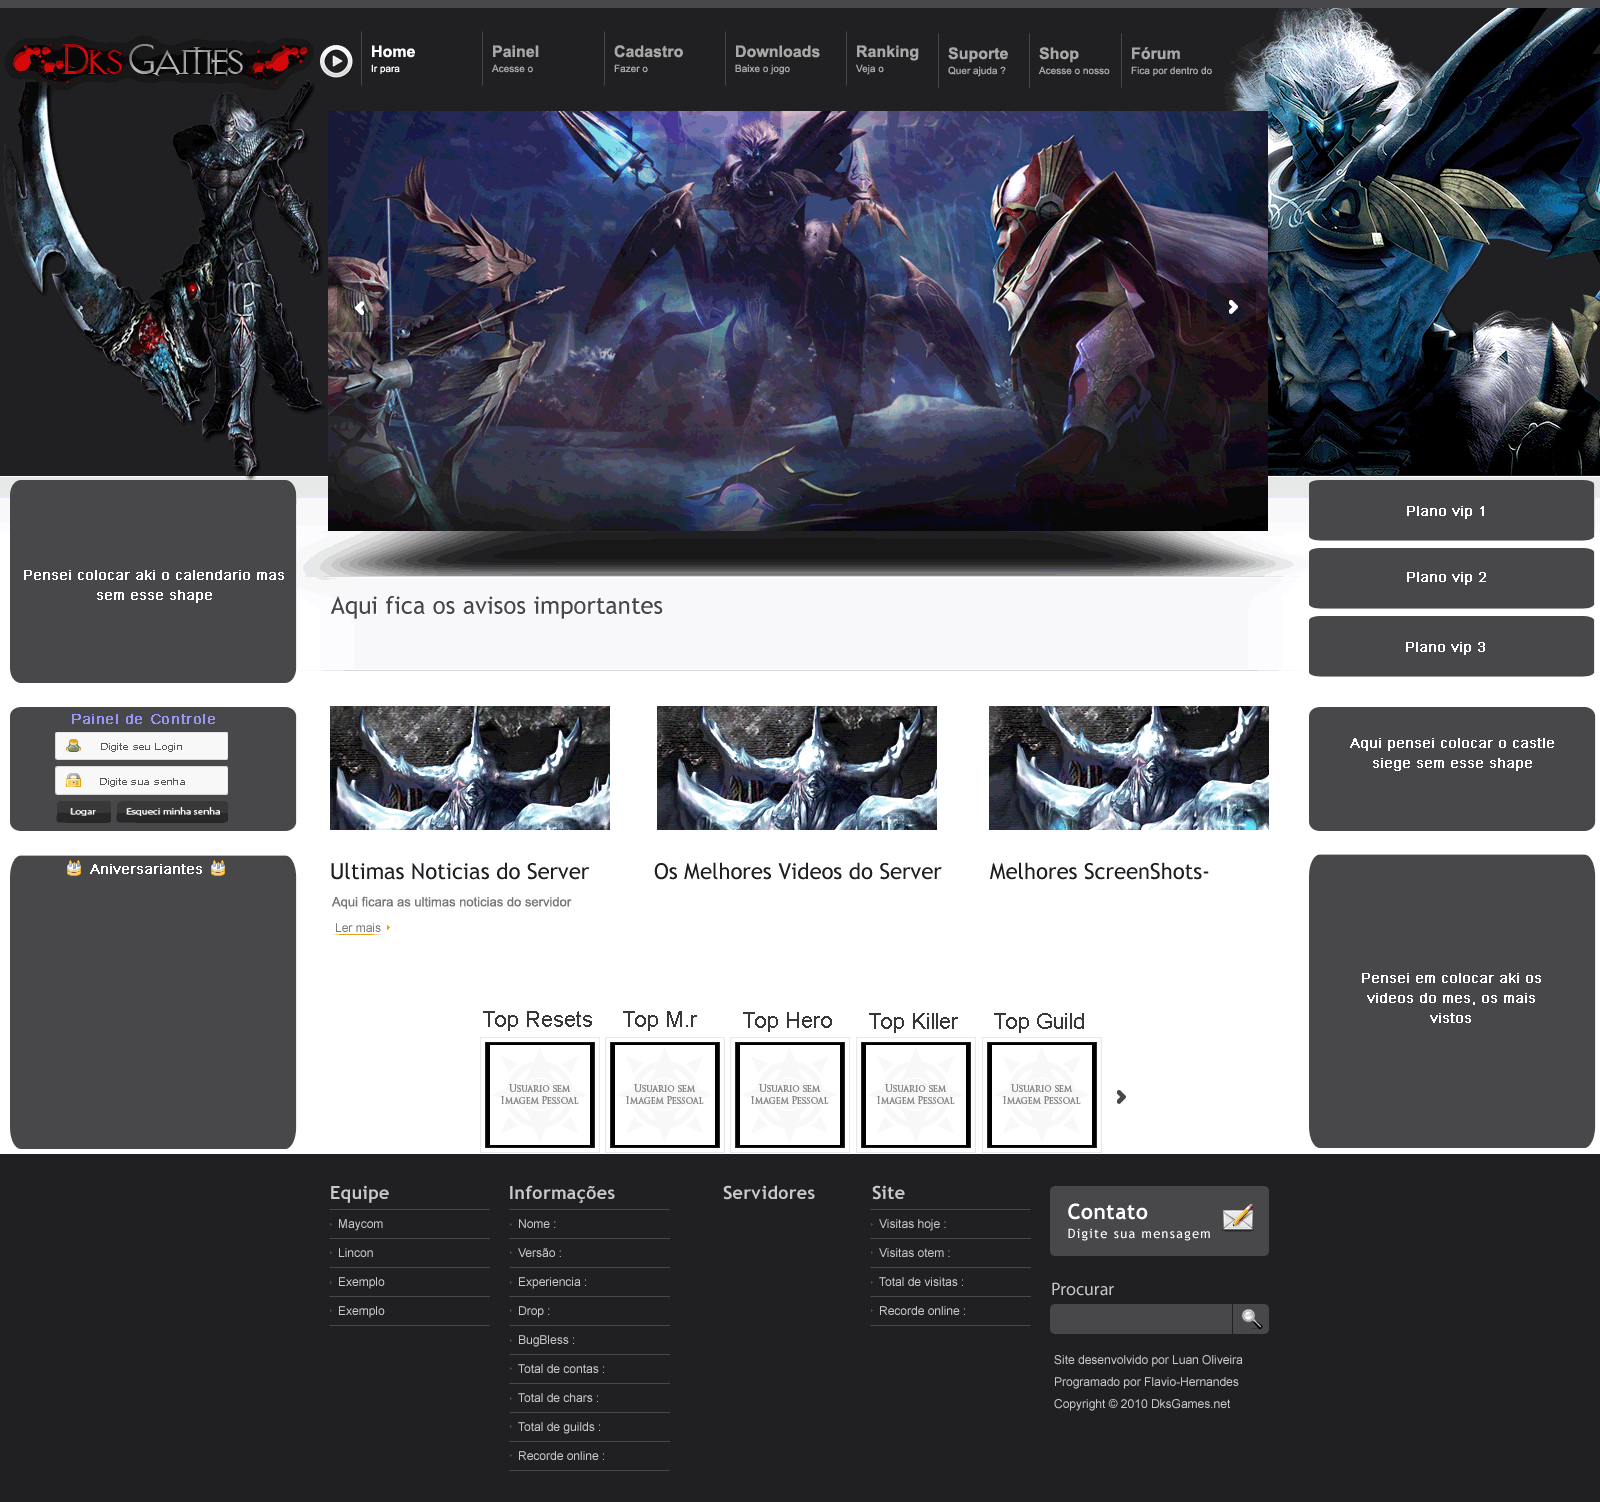 Dks Games
Home
Ir para
Painel
Acesse o
Cadastro
Fazer o
Downloads
Baixe o jogo
Ranking
Veja o
Suporte
Quer ajuda ?
Shop
Acesse o nosso
Fórum
Fica por dentro do
Pensei colocar aki o calendario mas
sem esse shape
Painel de Controle
Digite seu Login
Digite sua senha
Logar
Esqueci minha senha
Aniversariantes
Aqui fica os avisos importantes
Ultimas Noticias do Server
Aqui ficara as ultimas noticias do servidor
Ler mais
Os Melhores Videos do Server
Melhores ScreenShots-
Plano vip 1
Plano vip 2
Plano vip 3
Aqui pensei colocar o castle
siege sem esse shape
Pensei em colocar aki os
videos do mes, os mais
vistos
Top Resets
Usuario sem
Imagem Pessoal
Top M.r
Usuario sem
Imagem Pessoal
Top Hero
Usuario sem
Imagem Pessoal
Top Killer
Usuario sem
Imagem Pessoal
Top Guild
Usuario sem
Imagem Pessoal
Equipe
Maycom
Lincon
Exemplo
Exemplo
Informações
Nome :
Versão :
Experiencia :
Drop :
BugBless :
Total de contas :
Total de chars :
Total de guilds :
Recorde online :
Servidores
Site
Visitas hoje :
Visitas otem :
Total de visitas :
Recorde online :
Contato
Digite sua mensagem
Procurar
Site desenvolvido por Luan Oliveira
Programado por Flavio-Hernandes
Copyright © 2010 DksGames.net